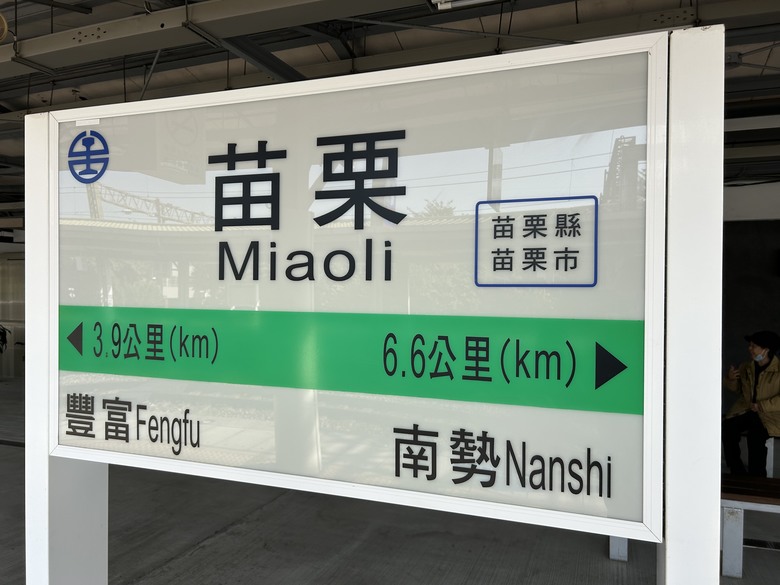 苗栗
Miaoli
苗栗縣
苗栗市
3.9公里(km)
6.6公里(km)
豐富Fengfu
南勢Nanshi